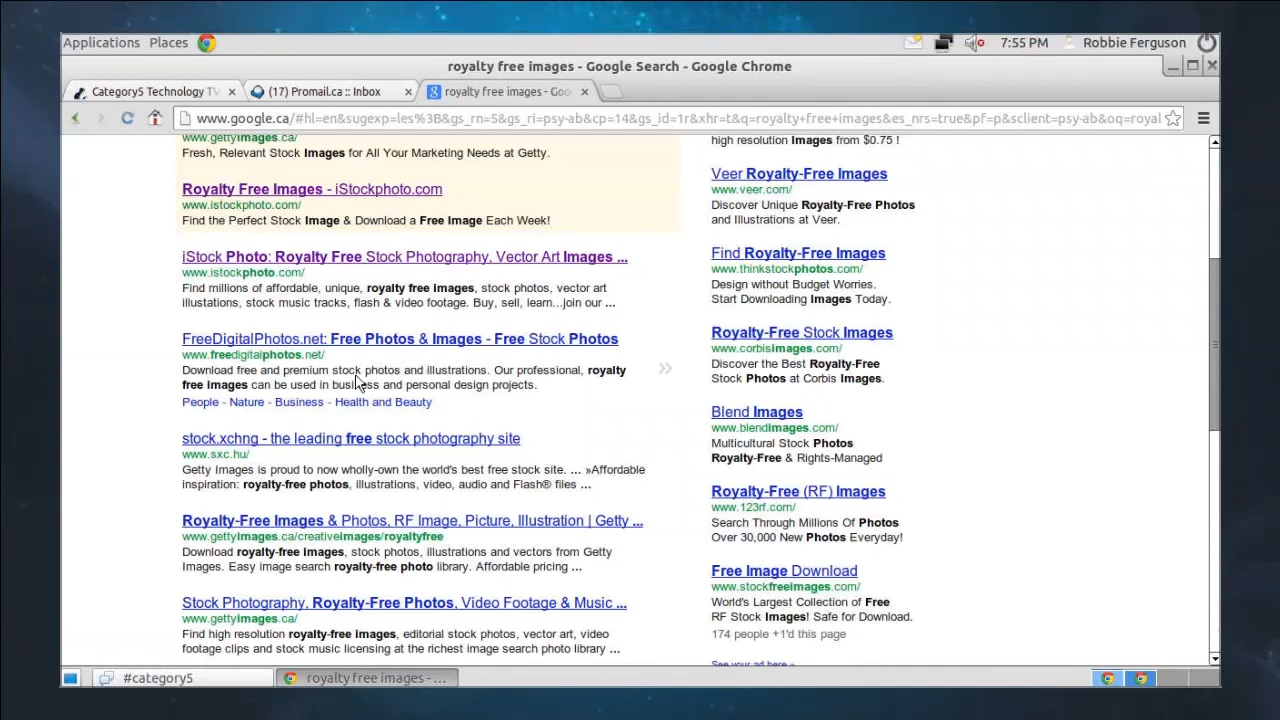 Applications Places 7:55 PM Robbie Ferguson
royalty free images - Google Search - Google Chrome
Category5 Technology TV (17) Promail.ca :: Inbox royalty free images - Goo
www.google.ca/#hl=en&sugexp=les%3B&gs_rn=5&gs_ri=psy-ab&cp=14&gs_id=1r&xhr=t&q=royalty+free+images&es_nrs=true&pf=p&sclient=psy-ab&oq=royal
www.gettyimages.ca/
Fresh, Relevant Stock Images for All Your Marketing Needs at Getty.
Royalty Free Images - iStockphoto.com
www.istockphoto.com/
Find the Perfect Stock Image & Download a Free Image Each Week!
iStock Photo: Royalty Free Stock Photography, Vector Art Images ...
www.istockphoto.com/
Find millions of affordable, unique, royalty free images, stock photos, vector art
illustations, stock music tracks, flash & video footage. Buy, sell, learn...join our ...
FreeDigitalPhotos.net: Free Photos & Images - Free Stock Photos
www.freedigitalphotos.net/
Download free and premium stock photos and illustrations. Our professional, royalty
free images can be used in business and personal design projects.
People - Nature - Business - Health and Beauty
stock.xchng - the leading free stock photography site
www.sxc.hu/
Getty Images is proud to now wholly-own the world's best free stock site. ... »Affordable
inspiration: royalty-free photos, illustrations, video, audio and Flash® files ...
Royalty-Free Images & Photos, RF Image, Picture, Illustration | Getty ...
www.gettyimages.ca/creativeimages/royaltyfree
Download royalty-free images, stock photos, illustrations and vectors from Getty
Images. Easy image search royalty-free photo library. Affordable pricing ...
Stock Photography, Royalty-Free Photos, Video Footage & Music ...
www.gettyimages.ca/
Find high resolution royalty-free images, editorial stock photos, vector art, video
footage clips and stock music licensing at the richest image search photo library ...
high resolution Images from $0.75 !
Veer Royalty-Free Images
www.veer.com/
Discover Unique Royalty-Free Photos
and Illustrations at Veer.
Find Royalty-Free Images
www.thinkstockphotos.com/
Design without Budget Worries.
Start Downloading Images Today.
Royalty-Free Stock Images
www.corbisimages.com/
Discover the Best Royalty-Free
Stock Photos at Corbis Images.
Blend Images
www.blendimages.com/
Multicultural Stock Photos
Royalty-Free & Rights-Managed
Royalty-Free (RF) Images
www.123rf.com/
Search Through Millions Of Photos
Over 30,000 New Photos Everyday!
Free Image Download
www.stockfreeimages.com/
World's Largest Collection of Free
RF Stock Images! Safe for Download.
174 people +1'd this page
See your ad here »
#category5 royalty free images - ...